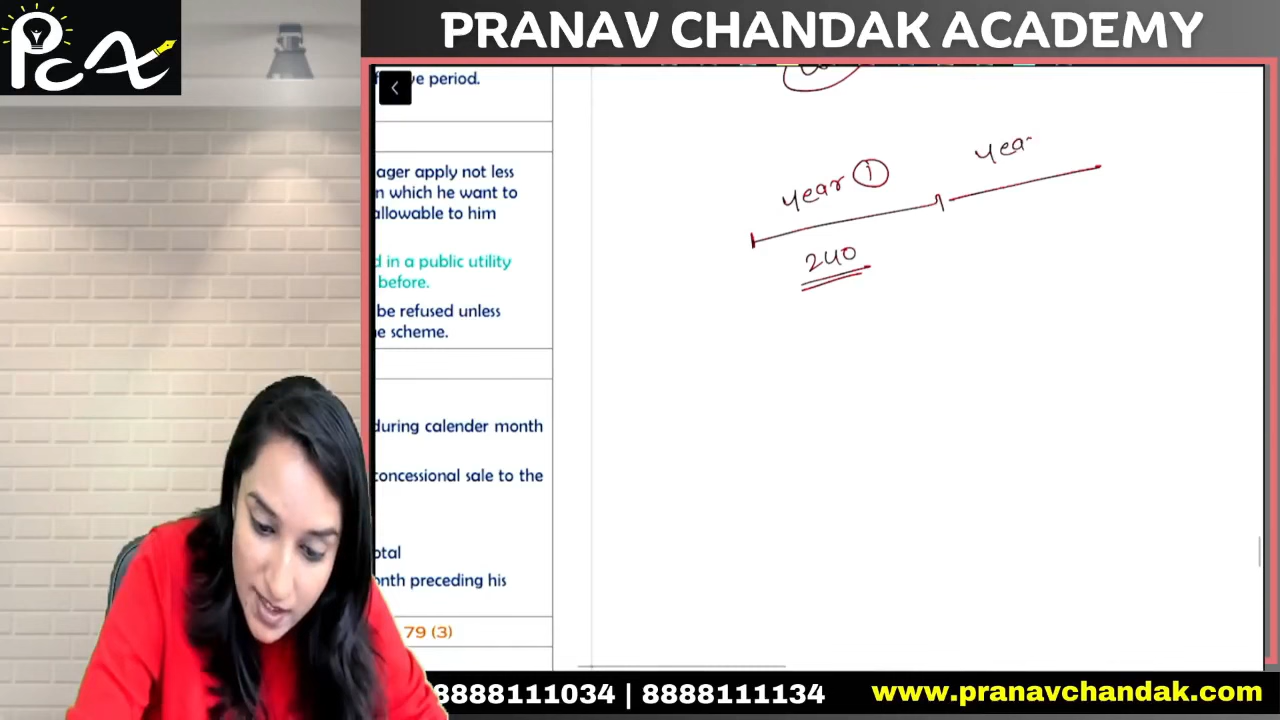 PCA
PRANAV CHANDAK ACADEMY
ve period.
ager apply not less
n which he want to
allowable to him
d in a public utility
before.
be refused unless
e scheme.
during calender month
concessional sale to the
otal
onth preceding his
79 (3)
year 1
yea
240
8888111034 | 8888111134
www.pranavchandak.com